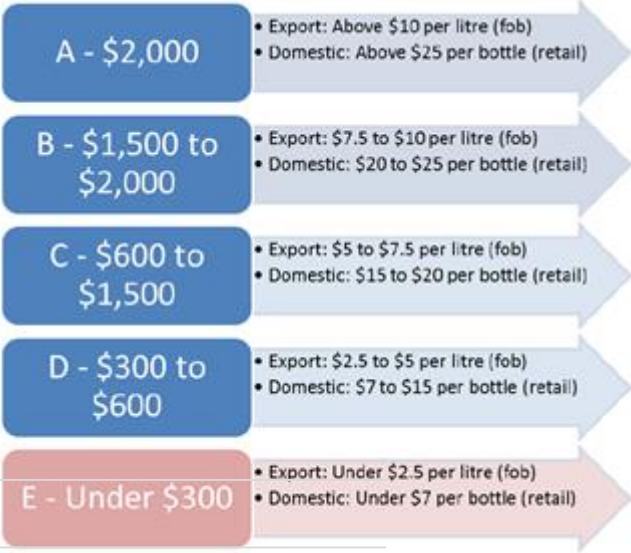 A - $2,000
• Export: Above $10 per litre (fob)
• Domestic: Above $25 per bottle (retail)
B - $1,500 to
$2,000
• Export: $7.5 to $10 per litre (fob)
• Domestic: $20 to $25 per bottle (retail)
C - $600 to
$1,500
• Export: $5 to $7.5 per litre (fob)
• Domestic: $15 to $20 per bottle (retail)
D - $300 to
$600
• Export: $2.5 to $5 per litre (fob)
• Domestic: $7 to $15 per bottle (retail)
E - Under $300
• Export: Under $2.5 per litre (fob)
• Domestic: Under $7 per bottle (retail)